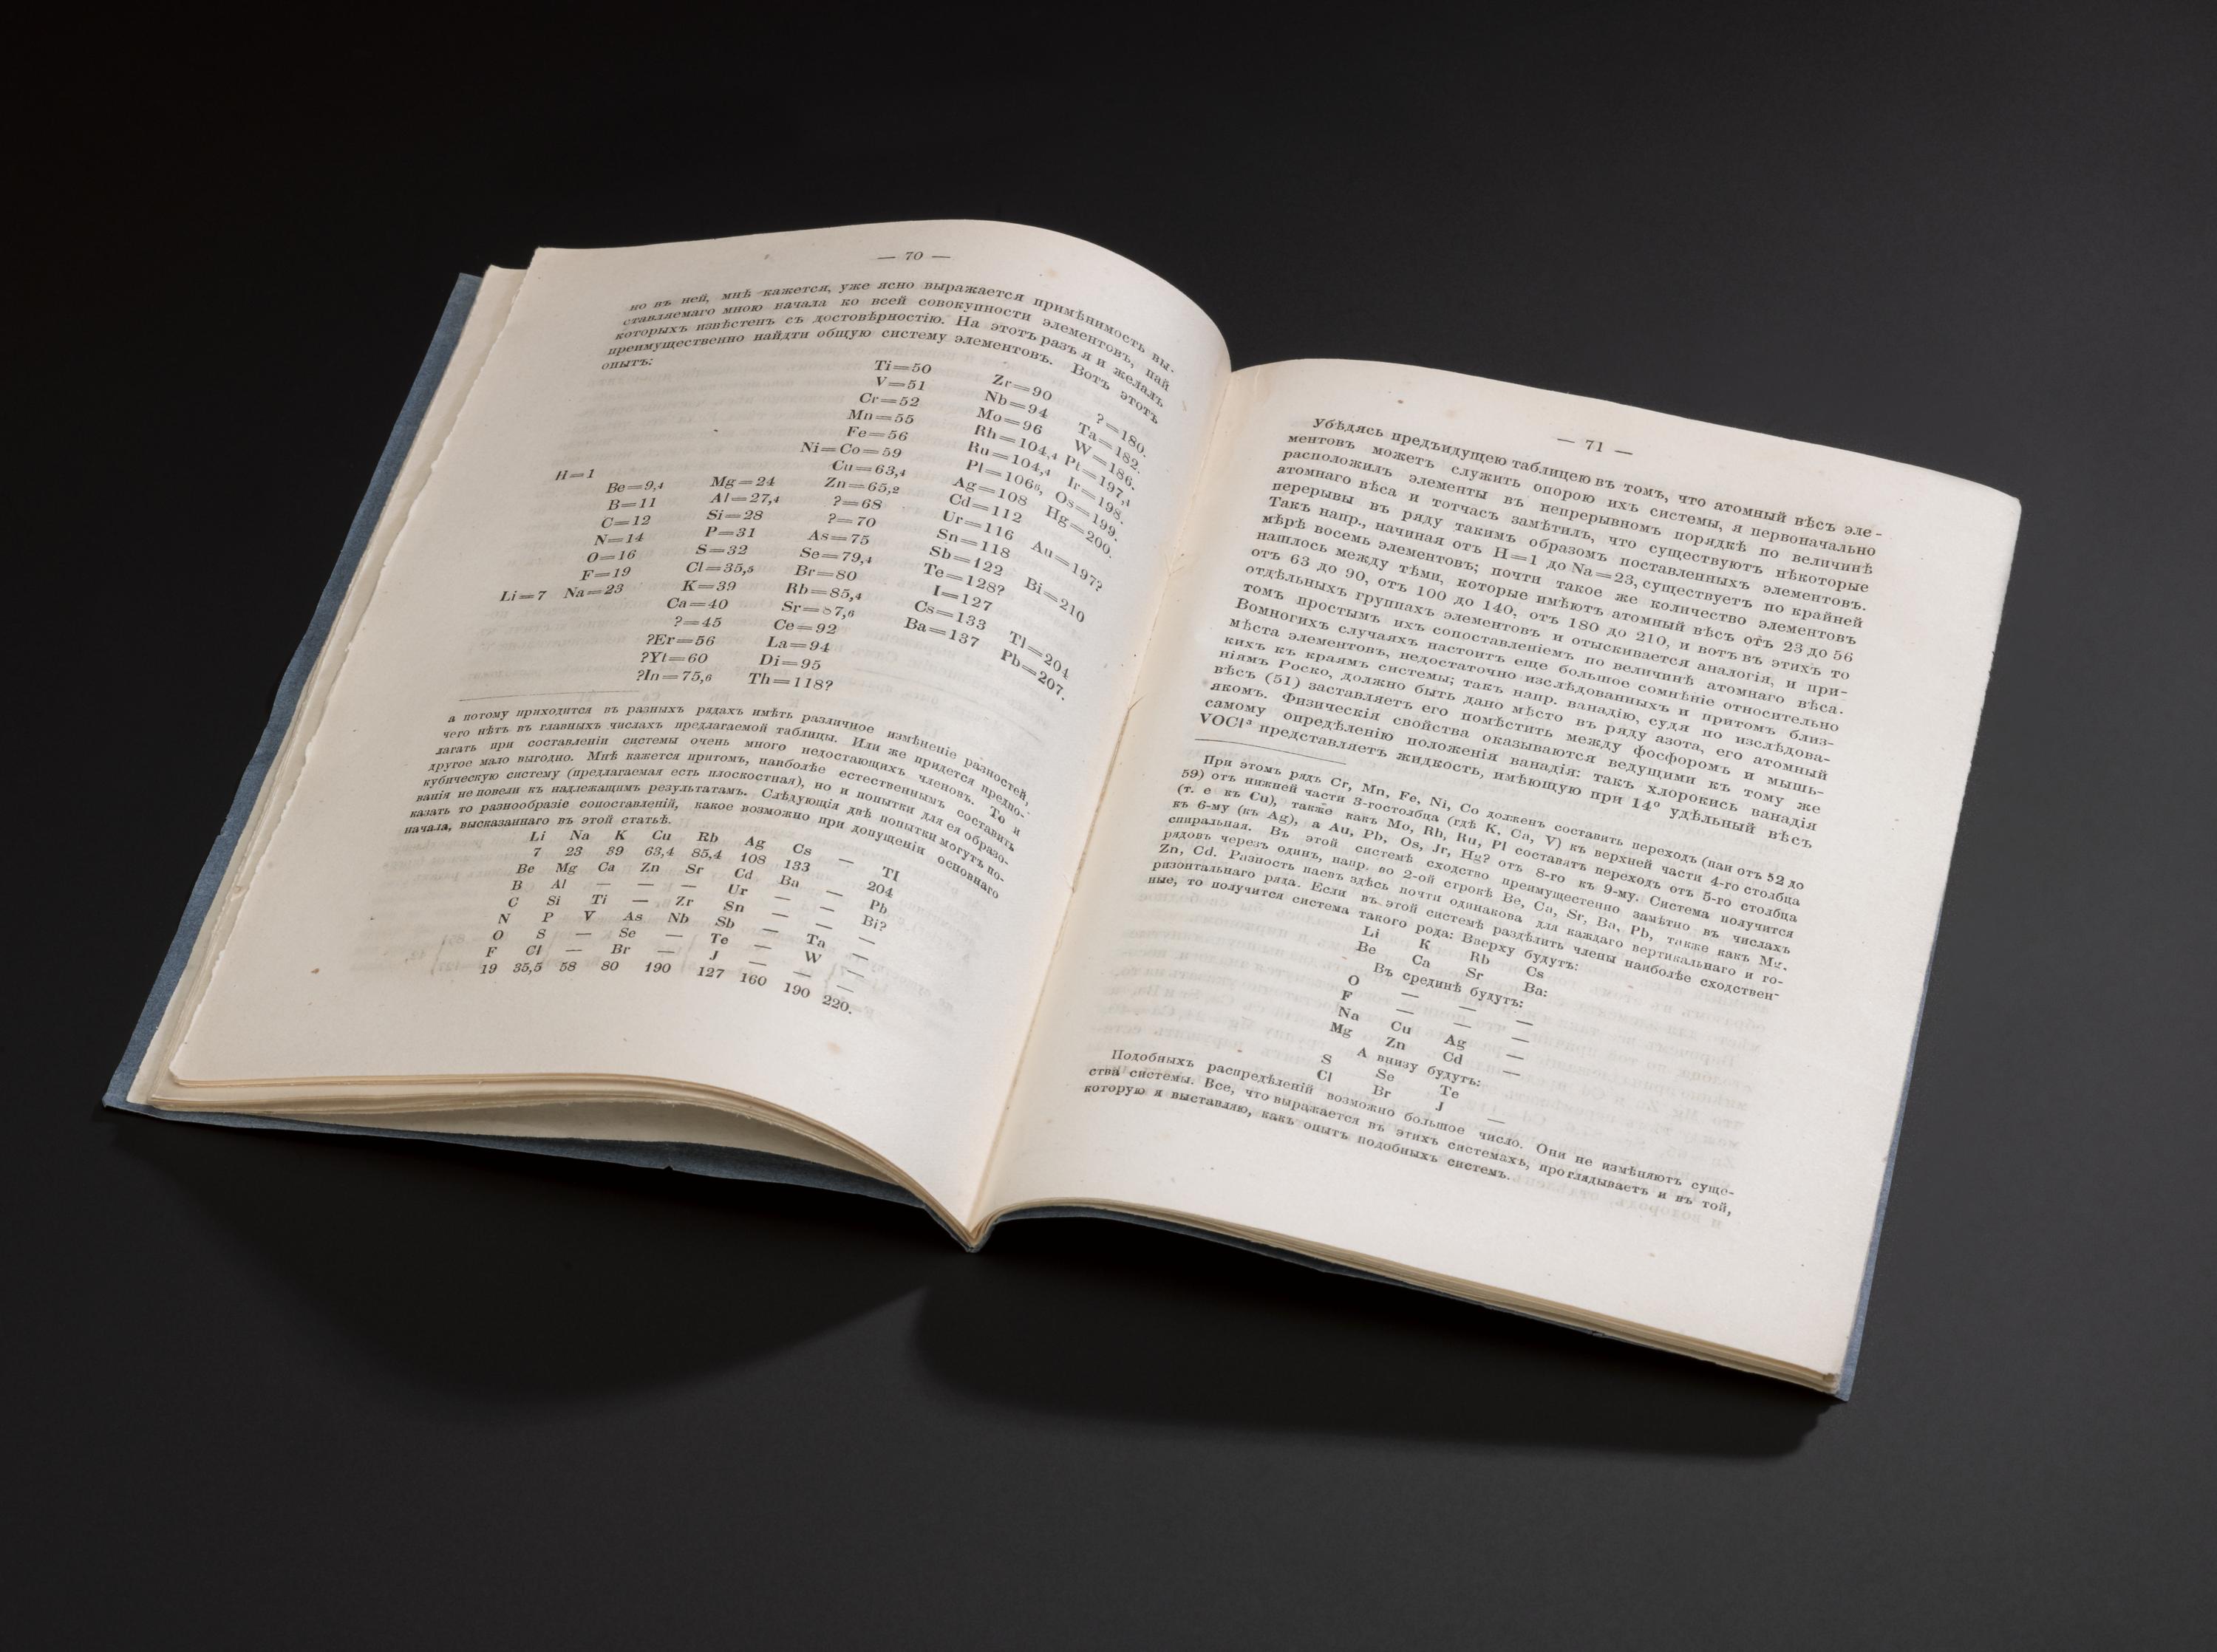 — 70 —
но въ ней, мнѣ кажется, уже ясно выражается примѣнимость вы-
ставляемаго мною начала ко всей совокупности элементовъ, пай
которыхъ извѣстенъ съ достовѣрностію. На этотъ разъ я и желалъ
преимущественно найдти общую систему элементовъ. Вотъ этотъ
опытъ:
Ti=50 Zr=90 ?=180.
V=51 Nb=94 Ta=182.
Cr=52 Mo=96 W=186.
Mn=55 Rh=104,4 Pt=197,4
Fe=56 Ru=104,4 Ir=198.
Ni=Co=59 Pl=106₆, Os=199.
H=1 Cu=63,4 Ag=108 Hg=200.
Be=9,4 Mg=24 Zn=65,2 Cd=112
B=11 Al=27,4 ?=68 Ur=116 Au=197?
C=12 Si=28 ?=70 Sn=118
N=14 P=31 As=75 Sb=122 Bi=210
O=16 S=32 Se=79,4 Te=128?
F=19 Cl=35,5 Br=80 I=127
Li=7 Na=23 K=39 Rb=85,4 Cs=133 Tl=204
Ca=40 Sr=87,6 Ba=137 Pb=207.
?=45 Ce=92
?Er=56 La=94
?Yt=60 Di=95
?In=75,6 Th=118?
а потому приходится въ разныхъ рядахъ имѣть различное измѣненіе разностей,
чего нѣтъ въ главныхъ числахъ предлагаемой таблицы. Или же придется предпо-
лагать при составленіи системы очень много недостающихъ членовъ. То и
другое мало выгодно. Мнѣ кажется притомъ, наиболѣе естественнымъ составить
кубическую систему (предлагаемая есть плоскостная), но и попытки для ея образо-
ванія не повели къ надлежащимъ результатамъ. Слѣдующія двѣ попытки могутъ по-
казать то разнообразіе сопоставленій, какое возможно при допущеніи основнаго
начала, высказаннаго въ этой статьѣ.
Li Na K Cu Rb Ag Cs — Tl
7 23 39 63,4 85,4 108 133 204
Be Mg Ca Zn Sr Cd Ba — Pb
B Al — — — Ur — — Bi?
C Si Ti — Zr Sn — — —
N P V As Nb Sb — Ta —
O S — Se — Te — W —
F Cl — Br — J — — —
19 35,5 58 80 190 127 160 190 220.
— 71 —
Убѣдясь предъидущею таблицею въ томъ, что атомный вѣсъ эле-
ментовъ можетъ служить опорою ихъ системы, я первоначально
расположилъ элементы въ непрерывномъ порядкѣ по величинѣ
атомнаго вѣса и тотчасъ замѣтилъ, что существуютъ нѣкоторые
перерывы въ ряду такимъ образомъ поставленныхъ элементовъ.
Такъ напр., начиная отъ H=1 до Na=23, существуетъ по крайней
мѣрѣ восемь элементовъ; почти такое же количество элементовъ
нашлось между тѣми, которые имѣютъ атомный вѣсъ отъ 23 до 56
отъ 63 до 90, отъ 100 до 140, отъ 180 до 210, и вотъ въ этихъ то
отдѣльныхъ группахъ элементовъ и отыскивается аналогія, и при-
томъ простымъ ихъ сопоставленіемъ по величинѣ атомнаго вѣса.
Вомногихъ случаяхъ настоитъ еще большое сомнѣніе относительно
мѣста элементовъ, недостаточно изслѣдованныхъ и притомъ близ-
кихъ къ краямъ системы; такъ напр. ванадію, судя по изслѣдова-
ніямъ Роско, должно быть дано мѣсто въ ряду азота, его атомный
вѣсъ (51) заставляетъ его помѣстить между фосфоромъ и мышь-
якомъ. Физическія свойства оказываются ведущими къ тому же
самому опредѣленію положенія ванадія: такъ хлорокись ванадія
VOCl³ представляетъ жидкость, имѣющую при 14° удѣльный вѣсъ
При этомъ рядъ Cr, Mn, Fe, Ni, Co долженъ составить переходъ (паи отъ 52 до
59) отъ нижней части 3-гостолбца (гдѣ K, Ca, V) къ верхней части 4-го столбца
(т. е къ Cu), также какъ Mo, Rh, Ru, Pl составятъ переходъ отъ 5-го столбца
къ 6-му (къ Ag), а Au, Pb, Os, Jr, Hg? отъ 8-го къ 9-му. Система получится
спиральная. Въ этой системѣ сходство преимущественно замѣтно въ числахъ
рядовъ черезъ одинъ, напр. во 2-ой строкѣ Be, Ca, Sr, Ba, Pb, также какъ Mg,
Zn, Cd. Разность паевъ здѣсь почти одинакова для каждаго вертикальнаго и го-
ризонтальнаго ряда. Если въ этой системѣ раздѣлить члены наиболѣе сходствен-
ные, то получится система такого рода: Вверху будутъ:
Li K Rb Cs
Be Ca Sr Ba:
Въ срединѣ будутъ:
O — — —
F — — —
Na Cu Ag —
Mg Zn Cd —
А внизу будутъ:
S Se Te
Cl Br J —
Подобныхъ распредѣленій возможно большое число. Они не измѣняютъ суще-
ства системы. Все, что выражается въ этихъ системахъ, проглядываетъ и въ той,
которую я выставляю, какъ опытъ подобныхъ системъ.